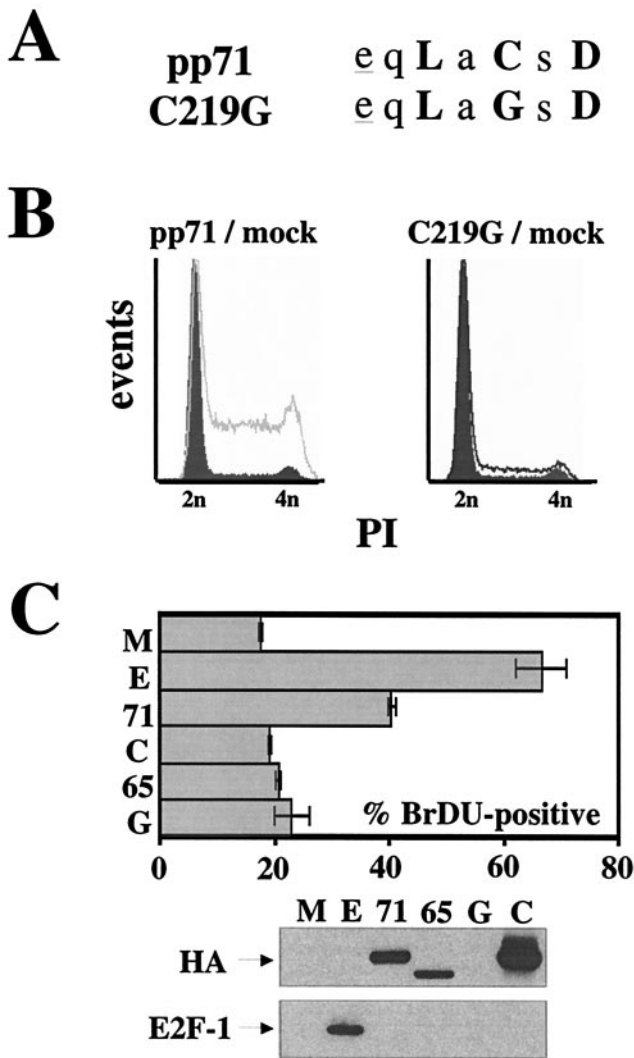 A
pp71 e q L a C s D
C219G e q L a G s D
B
pp71 / mock C219G / mock
events
2n 4n 2n 4n
PI
C
M
E
71
C
65
G
% BrDU-positive
0 20 40 60 80
M E 71 65 G C
HA
E2F-1